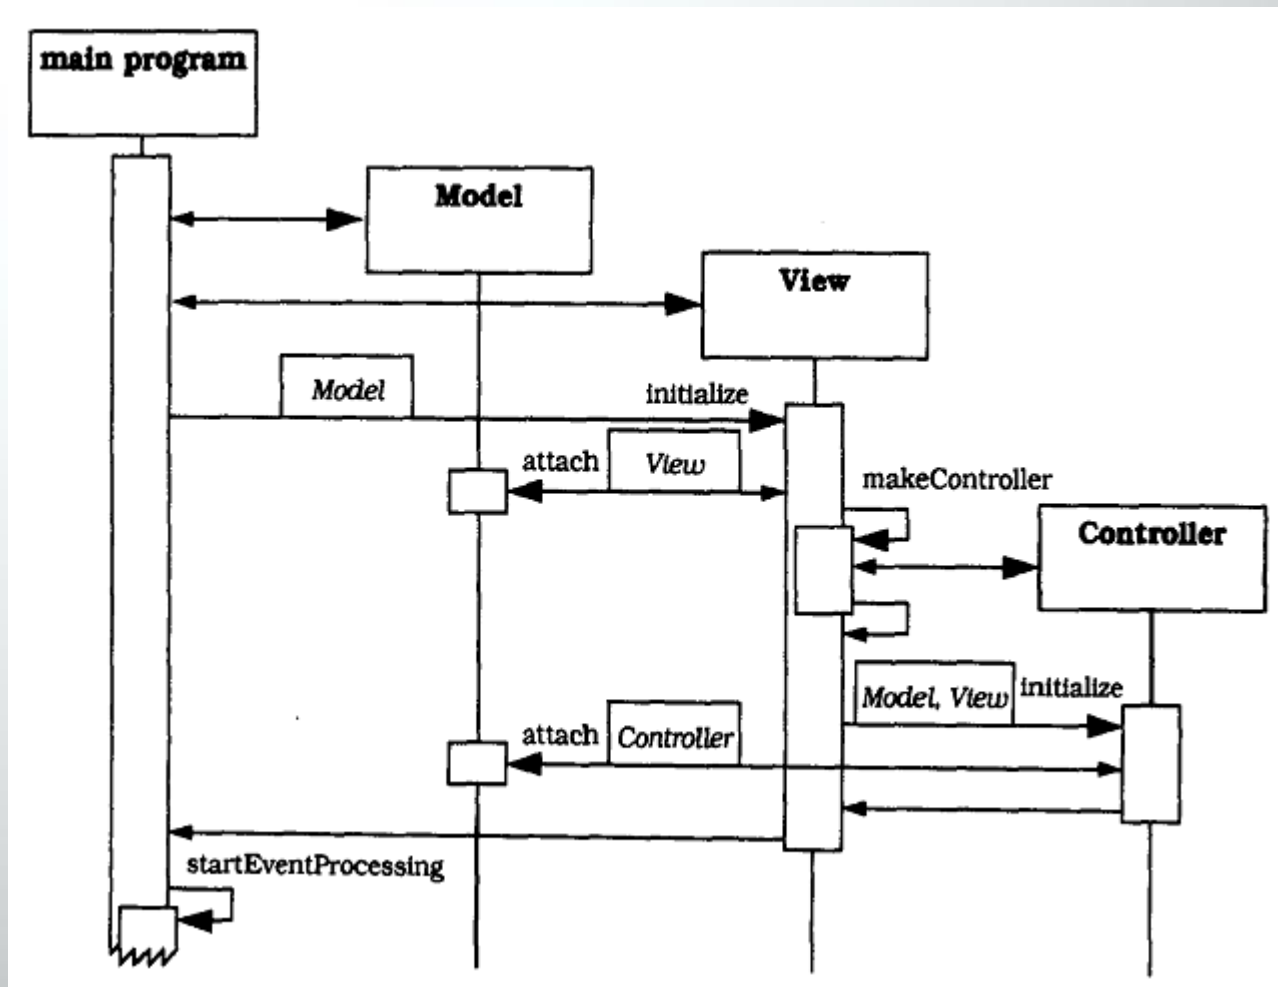 main program
Model
View
Model
initialize
attach View
makeController
Controller
Model, View initialize
attach Controller
startEventProcessing